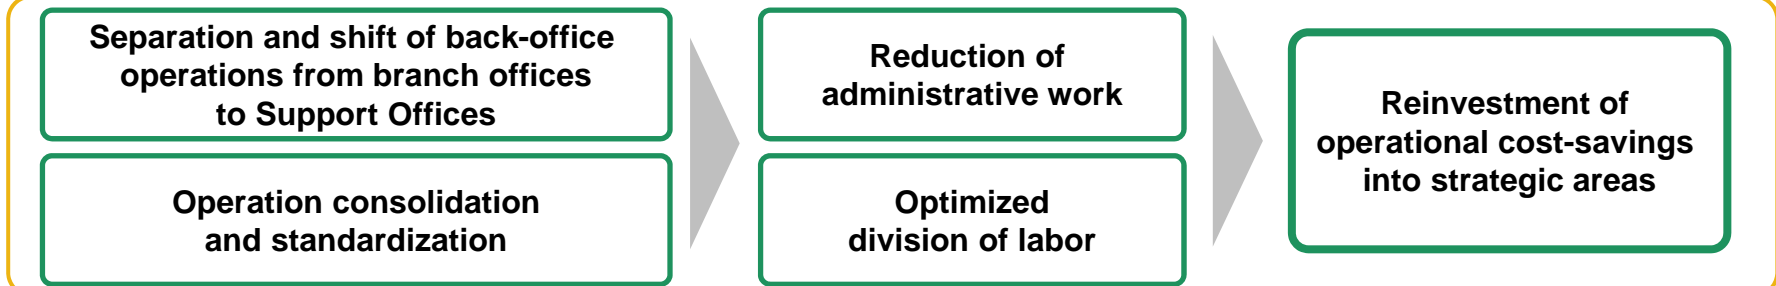 Separation and shift of back-office
operations from branch offices
to Support Offices
Operation consolidation
and standardization
Reduction of
administrative work
Optimized
division of labor
Reinvestment of
operational cost-savings
into strategic areas